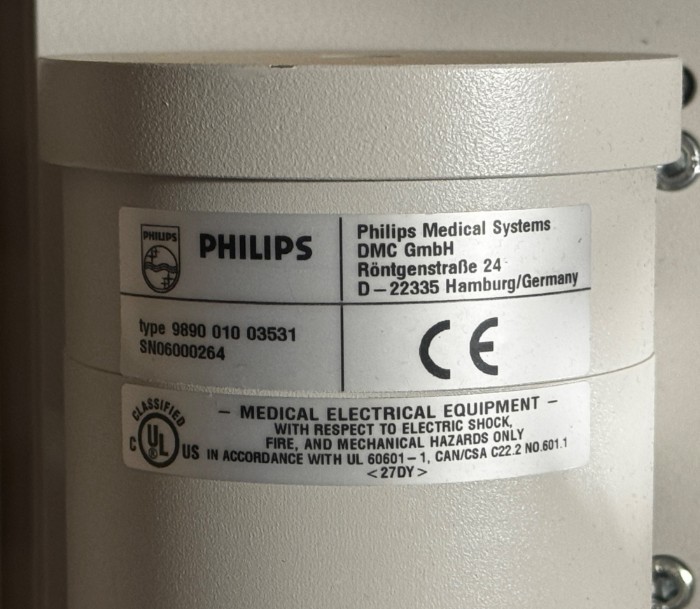 PHILIPS
PHILIPS
Philips Medical Systems
DMC GmbH
Röntgenstraße 24
D–22335 Hamburg/Germany
type 9890 010 03531
SN06000264
CE
CLASSIFIED
C UL US
®
– MEDICAL ELECTRICAL EQUIPMENT –
WITH RESPECT TO ELECTRIC SHOCK,
FIRE, AND MECHANICAL HAZARDS ONLY
IN ACCORDANCE WITH UL 60601–1, CAN/CSA C22.2 NO.601.1
<27DY>